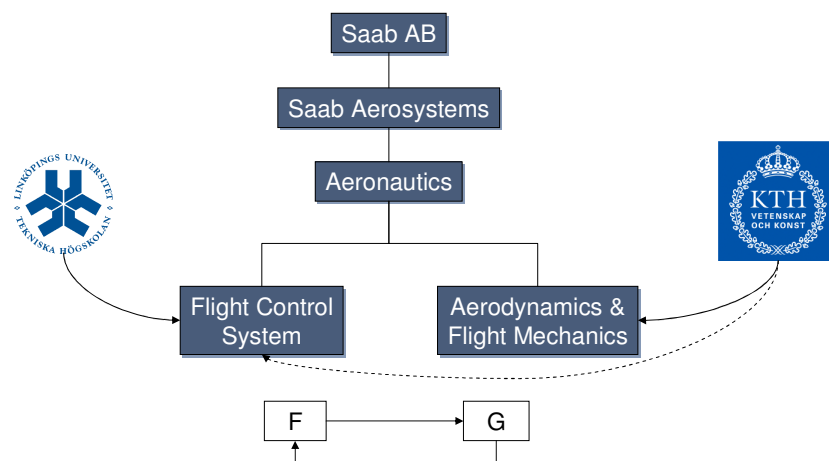 Saab AB
Saab Aerosystems
Aeronautics
LINKÖPINGS UNIVERSITET
TEKNISKA HÖGSKOLAN
KTH
VETENSKAP
OCH KONST
Flight Control
System
Aerodynamics &
Flight Mechanics
F
G